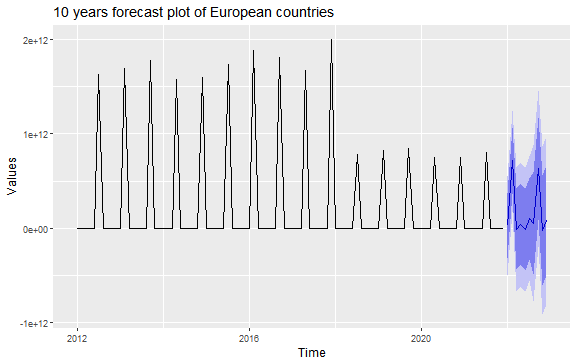 10 years forecast plot of European countries
2e+12
1e+12
0e+00
-1e+12
Values
2012
2016
2020
Time